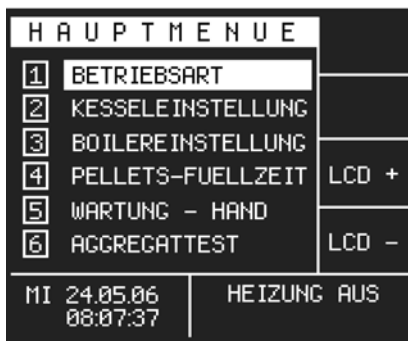 HAUPTMENUE
1 BETRIEBSART
2 KESSELEINSTELLUNG
3 BOILEREINSTELLUNG
4 PELLETS-FUELLZEIT
5 WARTUNG - HAND
6 AGGREGATTEST
LCD +
LCD -
MI 24.05.06
08:07:37
HEIZUNG AUS